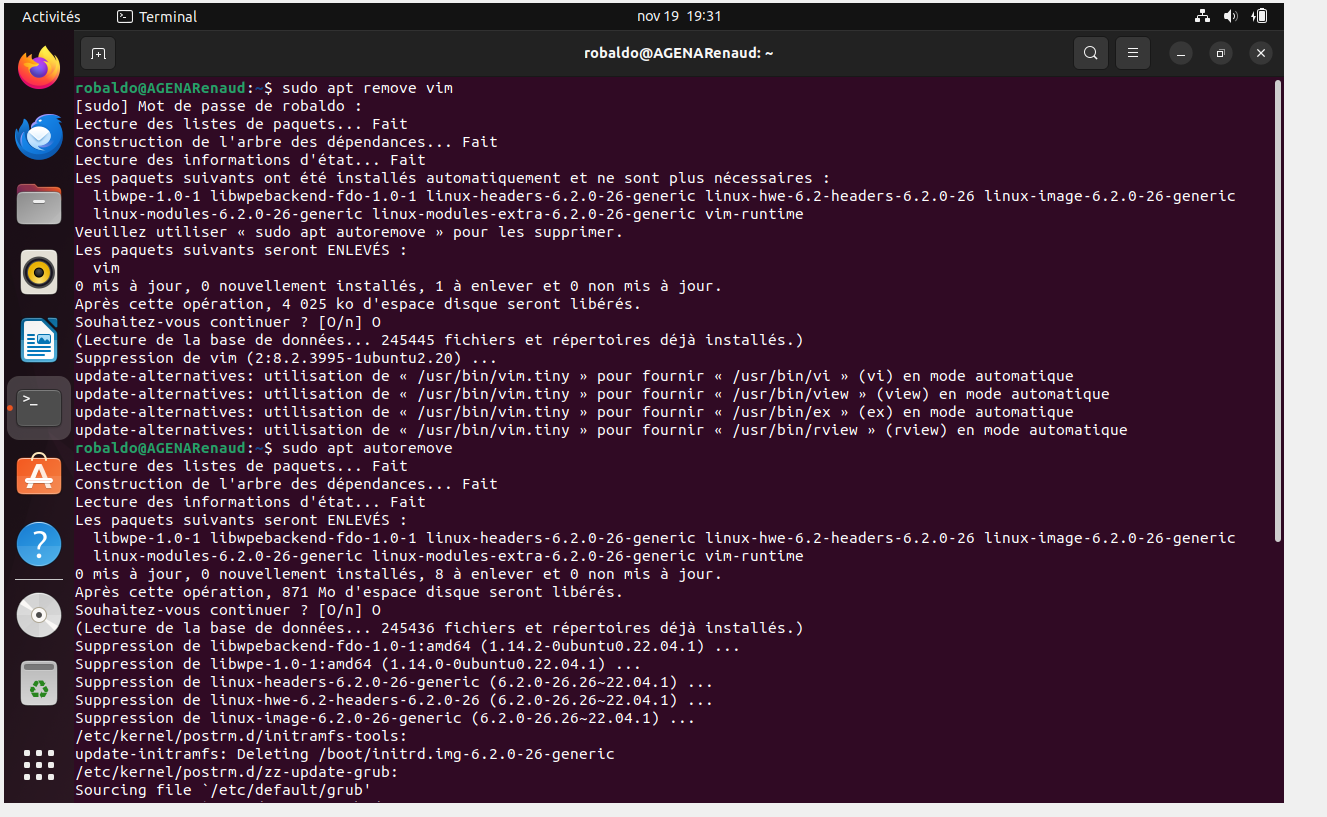 Activités
Terminal
nov 19 19:31
robaldo@AGENARenaud: ~
robaldo@AGENARenaud:~$ sudo apt remove vim
[sudo] Mot de passe de robaldo :
Lecture des listes de paquets... Fait
Construction de l'arbre des dépendances... Fait
Lecture des informations d'état... Fait
Les paquets suivants ont été installés automatiquement et ne sont plus nécessaires :
  libwpe-1.0-1 libwpebackend-fdo-1.0-1 linux-headers-6.2.0-26-generic linux-hwe-6.2-headers-6.2.0-26 linux-image-6.2.0-26-generic
  linux-modules-6.2.0-26-generic linux-modules-extra-6.2.0-26-generic vim-runtime
Veuillez utiliser « sudo apt autoremove » pour les supprimer.
Les paquets suivants seront ENLEVÉS :
  vim
0 mis à jour, 0 nouvellement installés, 1 à enlever et 0 non mis à jour.
Après cette opération, 4 025 ko d'espace disque seront libérés.
Souhaitez-vous continuer ? [O/n] O
(Lecture de la base de données... 245445 fichiers et répertoires déjà installés.)
Suppression de vim (2:8.2.3995-1ubuntu2.20) ...
update-alternatives: utilisation de « /usr/bin/vim.tiny » pour fournir « /usr/bin/vi » (vi) en mode automatique
update-alternatives: utilisation de « /usr/bin/vim.tiny » pour fournir « /usr/bin/view » (view) en mode automatique
update-alternatives: utilisation de « /usr/bin/vim.tiny » pour fournir « /usr/bin/ex » (ex) en mode automatique
update-alternatives: utilisation de « /usr/bin/vim.tiny » pour fournir « /usr/bin/rview » (rview) en mode automatique
robaldo@AGENARenaud:~$ sudo apt autoremove
Lecture des listes de paquets... Fait
Construction de l'arbre des dépendances... Fait
Lecture des informations d'état... Fait
Les paquets suivants seront ENLEVÉS :
  libwpe-1.0-1 libwpebackend-fdo-1.0-1 linux-headers-6.2.0-26-generic linux-hwe-6.2-headers-6.2.0-26 linux-image-6.2.0-26-generic
  linux-modules-6.2.0-26-generic linux-modules-extra-6.2.0-26-generic vim-runtime
0 mis à jour, 0 nouvellement installés, 8 à enlever et 0 non mis à jour.
Après cette opération, 871 Mo d'espace disque seront libérés.
Souhaitez-vous continuer ? [O/n] O
(Lecture de la base de données... 245436 fichiers et répertoires déjà installés.)
Suppression de libwpebackend-fdo-1.0-1:amd64 (1.14.2-0ubuntu0.22.04.1) ...
Suppression de libwpe-1.0-1:amd64 (1.14.0-0ubuntu0.22.04.1) ...
Suppression de linux-headers-6.2.0-26-generic (6.2.0-26.26~22.04.1) ...
Suppression de linux-hwe-6.2-headers-6.2.0-26 (6.2.0-26.26~22.04.1) ...
Suppression de linux-image-6.2.0-26-generic (6.2.0-26.26~22.04.1) ...
/etc/kernel/postrm.d/initramfs-tools:
update-initramfs: Deleting /boot/initrd.img-6.2.0-26-generic
/etc/kernel/postrm.d/zz-update-grub:
Sourcing file `/etc/default/grub'